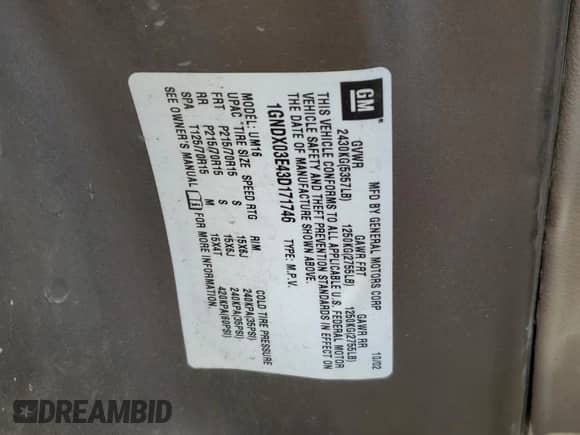 GM
MFD BY GENERAL MOTORS CORP 10/02
GVWR GAWR FRT GAWR RR
2430KG(5357LB) 1250KG(2755LB) 1250KG(2755LB)
THIS VEHICLE CONFORMS TO ALL APPLICABLE U.S. FEDERAL MOTOR
VEHICLE SAFETY AND THEFT PREVENTION STANDARDS IN EFFECT ON
THE DATE OF MANUFACTURE SHOWN ABOVE.
1GNDX03E43D171746 TYPE: M.P.V.
MODEL: UM16
UPAC TIRE SIZE SPEED RTG RIM COLD TIRE PRESSURE
FRT P215/70R15 S 15X6J 240KPA(35PSI)
RR P215/70R15 S 15X6J 240KPA(35PSI)
SPA T125/70R15 M 15X4T 420KPA(60PSI)
SEE OWNER'S MANUAL FOR MORE INFORMATION.
DREAMBID